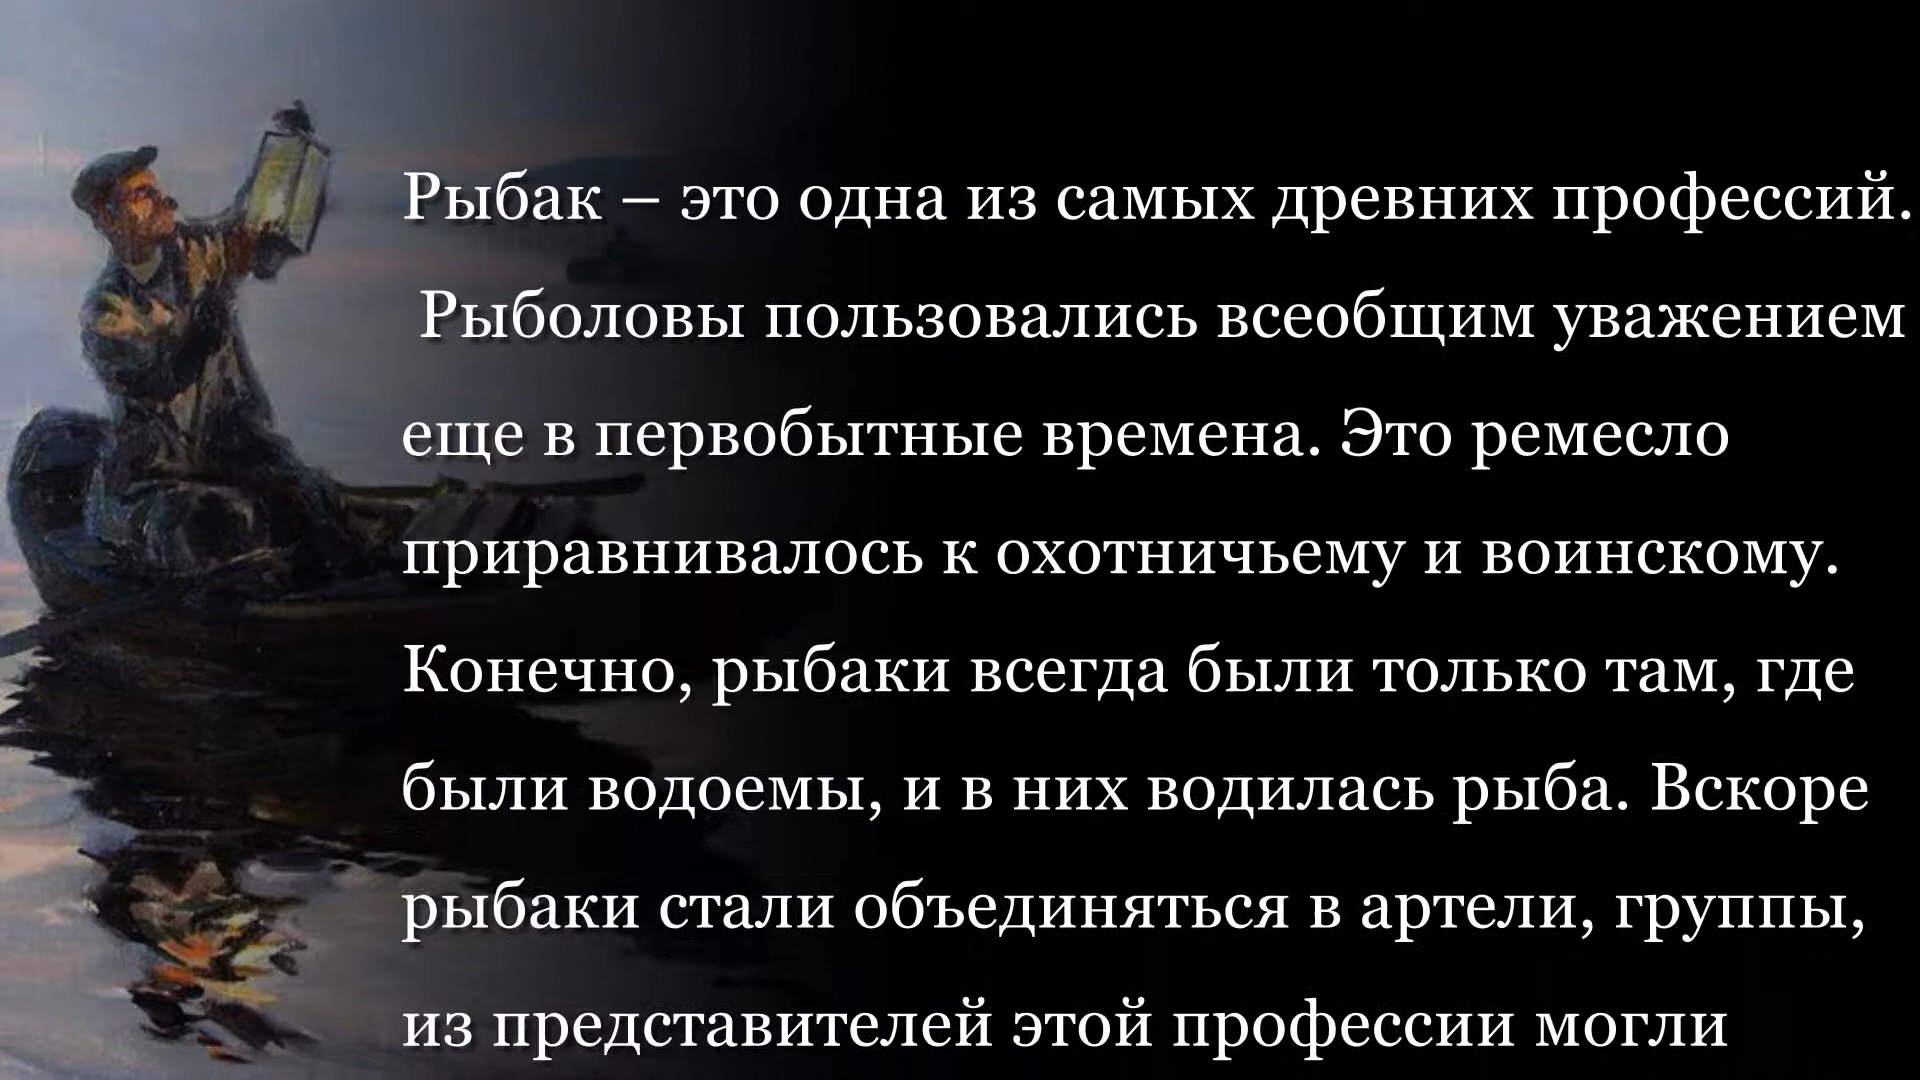 Рыбак – это одна из самых древних профессий.
Рыболовы пользовались всеобщим уважением
еще в первобытные времена. Это ремесло
приравнивалось к охотничьему и воинскому.
Конечно, рыбаки всегда были только там, где
были водоемы, и в них водилась рыба. Вскоре
рыбаки стали объединяться в артели, группы,
из представителей этой профессии могли